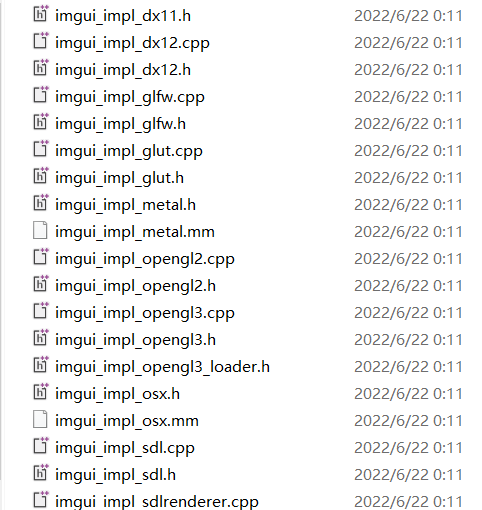 imgui_impl_dx11.h 2022/6/22 0:11
imgui_impl_dx12.cpp 2022/6/22 0:11
imgui_impl_dx12.h 2022/6/22 0:11
imgui_impl_glfw.cpp 2022/6/22 0:11
imgui_impl_glfw.h 2022/6/22 0:11
imgui_impl_glut.cpp 2022/6/22 0:11
imgui_impl_glut.h 2022/6/22 0:11
imgui_impl_metal.h 2022/6/22 0:11
imgui_impl_metal.mm 2022/6/22 0:11
imgui_impl_opengl2.cpp 2022/6/22 0:11
imgui_impl_opengl2.h 2022/6/22 0:11
imgui_impl_opengl3.cpp 2022/6/22 0:11
imgui_impl_opengl3.h 2022/6/22 0:11
imgui_impl_opengl3_loader.h 2022/6/22 0:11
imgui_impl_osx.h 2022/6/22 0:11
imgui_impl_osx.mm 2022/6/22 0:11
imgui_impl_sdl.cpp 2022/6/22 0:11
imgui_impl_sdl.h 2022/6/22 0:11
imgui_impl_sdlrenderer.cpp 2022/6/22 0:11